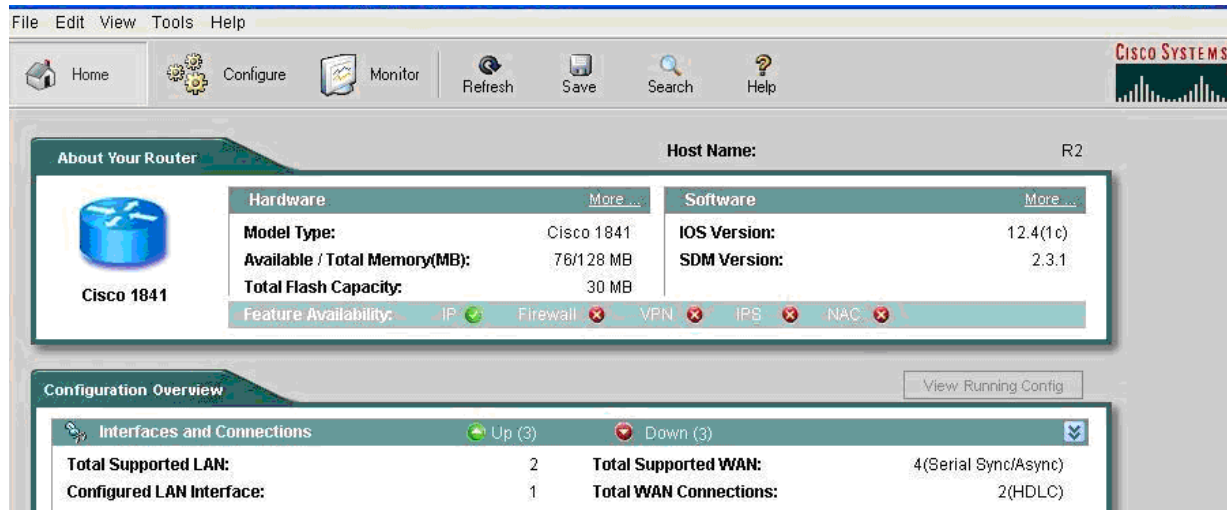 File Edit View Tools Help
Home Configure Monitor Refresh Save Search Help
CISCO SYSTEMS
About Your Router
Host Name: R2
Cisco 1841
Hardware More ...
Model Type: Cisco 1841
Available / Total Memory(MB): 76/128 MB
Total Flash Capacity: 30 MB
Software More ...
IOS Version: 12.4(1c)
SDM Version: 2.3.1
Feature Availability: IP Firewall VPN IPS NAC
Configuration Overview
View Running Config
Interfaces and Connections Up (3) Down (3)
Total Supported LAN: 2 Total Supported WAN: 4(Serial Sync/Async)
Configured LAN Interface: 1 Total WAN Connections: 2(HDLC)